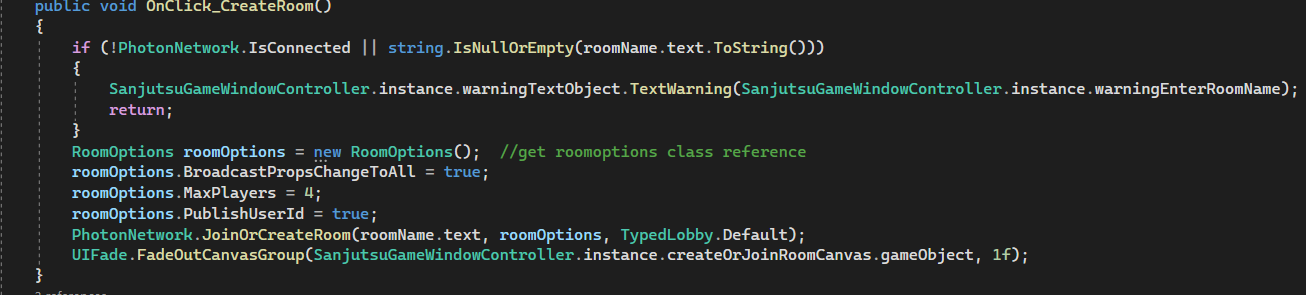 public void OnClick_CreateRoom()
{
if (!PhotonNetwork.IsConnected || string.IsNullOrEmpty(roomName.text.ToString()))
{
SanjutsuGameWindowController.instance.warningTextObject.TextWarning(SanjutsuGameWindowController.instance.warningEnterRoomName);
return;
}
RoomOptions roomOptions = new RoomOptions();  //get roomoptions class reference
roomOptions.BroadcastPropsChangeToAll = true;
roomOptions.MaxPlayers = 4;
roomOptions.PublishUserId = true;
PhotonNetwork.JoinOrCreateRoom(roomName.text, roomOptions, TypedLobby.Default);
UIFade.FadeOutCanvasGroup(SanjutsuGameWindowController.instance.createOrJoinRoomCanvas.gameObject, 1f);
}